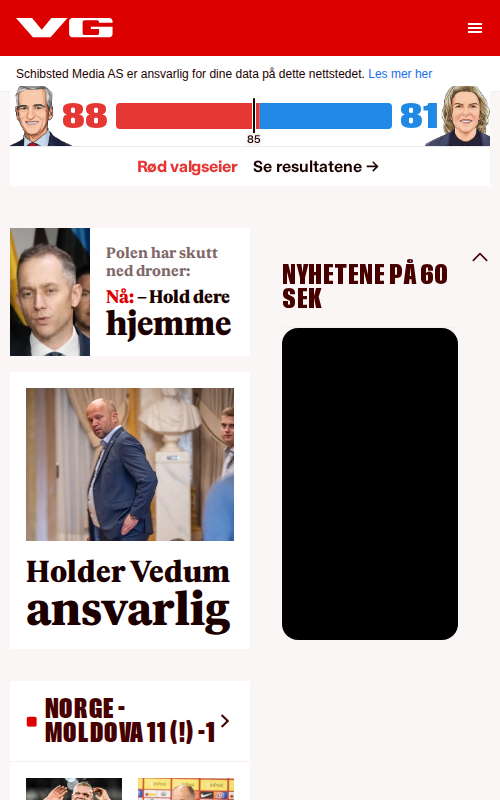 VG
Schibsted Media AS er ansvarlig for dine data på dette nettstedet. Les mer her
88
81
85
Rød valgseier Se resultatene →
Polen har skutt
ned droner:
Nå: – Hold dere
hjemme
NYHETENE PÅ 60
SEK
Holder Vedum
ansvarlig
NORGE -
MOLDOVA 11 (!) -1